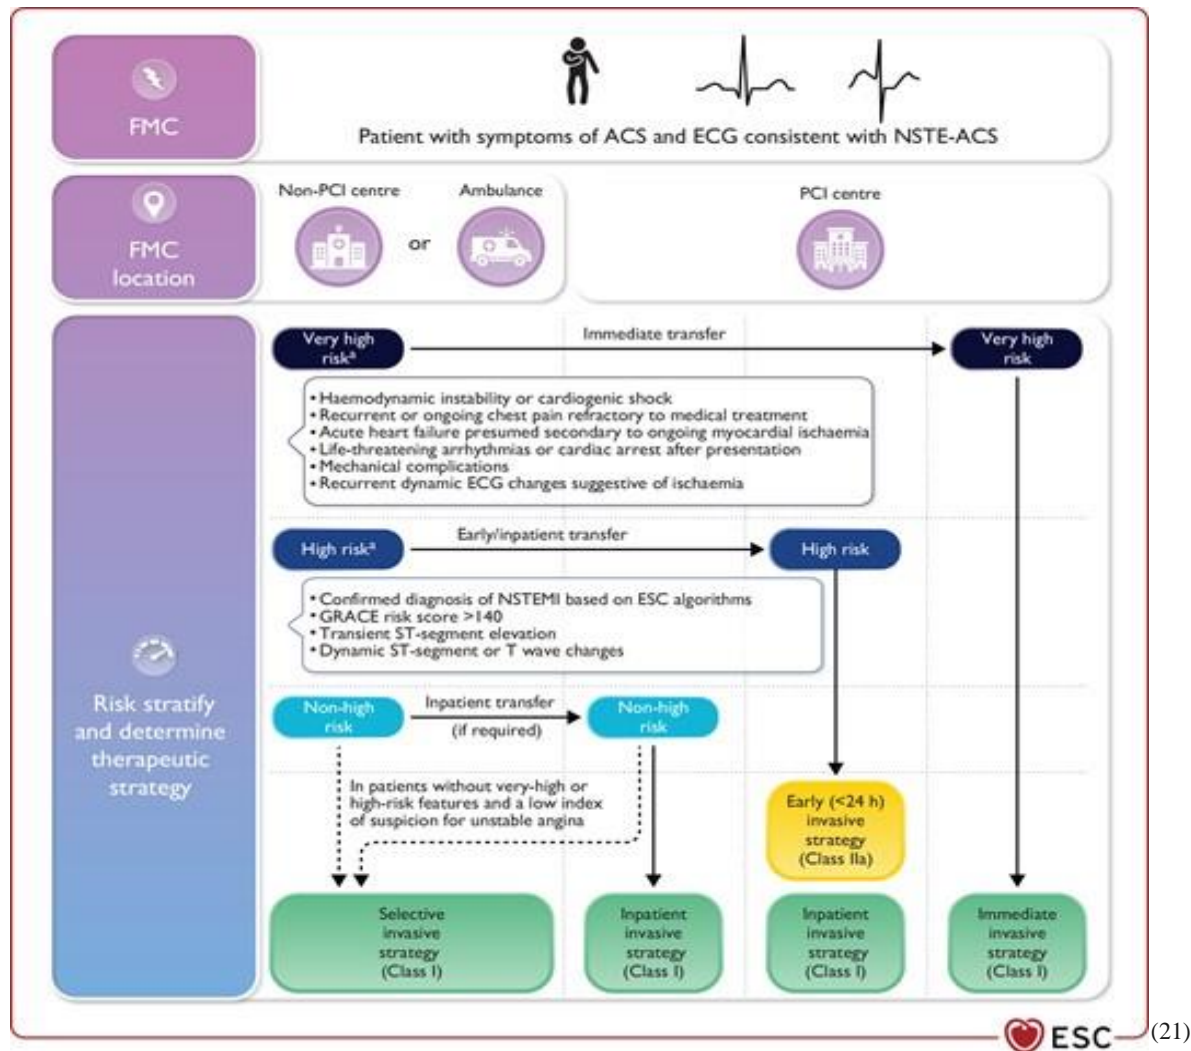 FMC
Patient with symptoms of ACS and ECG consistent with NSTE-ACS
FMC
location
Non-PCI centre
or
Ambulance
PCI centre
Risk stratify
and determine
therapeutic
strategy
Very high
riskª
Immediate transfer
Very high
risk
• Haemodynamic instability or cardiogenic shock
• Recurrent or ongoing chest pain refractory to medical treatment
• Acute heart failure presumed secondary to ongoing myocardial ischaemia
• Life-threatening arrhythmias or cardiac arrest after presentation
• Mechanical complications
• Recurrent dynamic ECG changes suggestive of ischaemia
High riskª
Early/inpatient transfer
High risk
• Confirmed diagnosis of NSTEMI based on ESC algorithms
• GRACE risk score >140
• Transient ST-segment elevation
• Dynamic ST-segment or T wave changes
Non-high
risk
Inpatient transfer
(if required)
Non-high
risk
In patients without very-high or
high-risk features and a low index
of suspicion for unstable angina
Early (<24 h)
invasive
strategy
(Class IIa)
Selective
invasive
strategy
(Class I)
Inpatient
invasive
strategy
(Class I)
Inpatient
invasive
strategy
(Class I)
Immediate
invasive
strategy
(Class I)
ESC
(21)